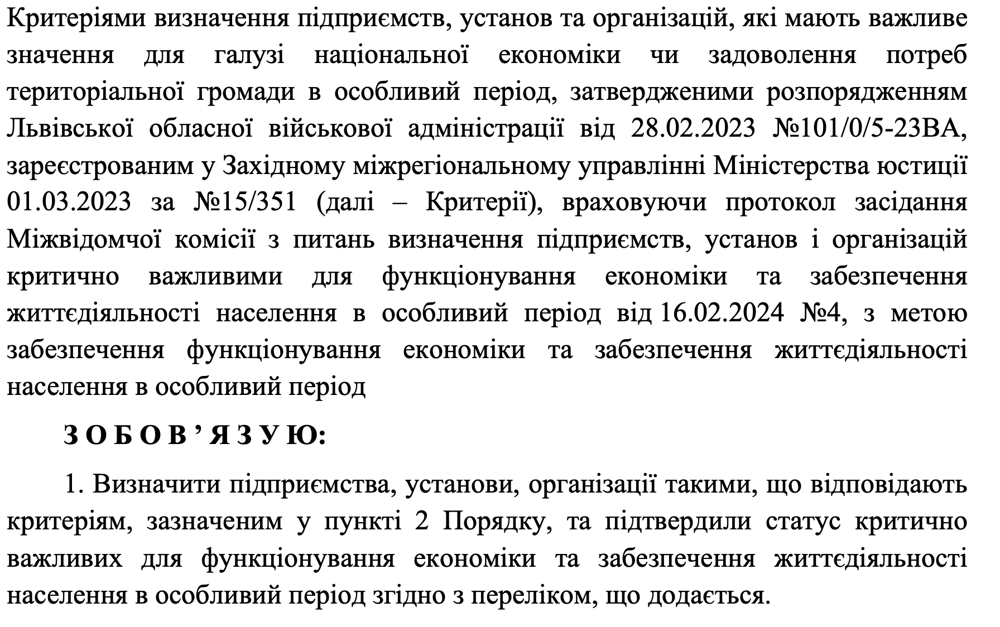 Критеріями визначення підприємств, установ та організацій, які мають важливе
значення для галузі національної економіки чи задоволення потреб
територіальної громади в особливий період, затвердженими розпорядженням
Львівської обласної військової адміністрації від 28.02.2023 №101/0/5-23ВА,
зареєстрованим у Західному міжрегіональному управлінні Міністерства юстиції
01.03.2023 за №15/351 (далі – Критерії), враховуючи протокол засідання
Міжвідомчої комісії з питань визначення підприємств, установ і організацій
критично важливими для функціонування економіки та забезпечення
життєдіяльності населення в особливий період від 16.02.2024 №4, з метою
забезпечення функціонування економіки та забезпечення життєдіяльності
населення в особливий період
З О Б О В ’ Я З У Ю:
1. Визначити підприємства, установи, організації такими, що відповідають
критеріям, зазначеним у пункті 2 Порядку, та підтвердили статус критично
важливих для функціонування економіки та забезпечення життєдіяльності
населення в особливий період згідно з переліком, що додається.